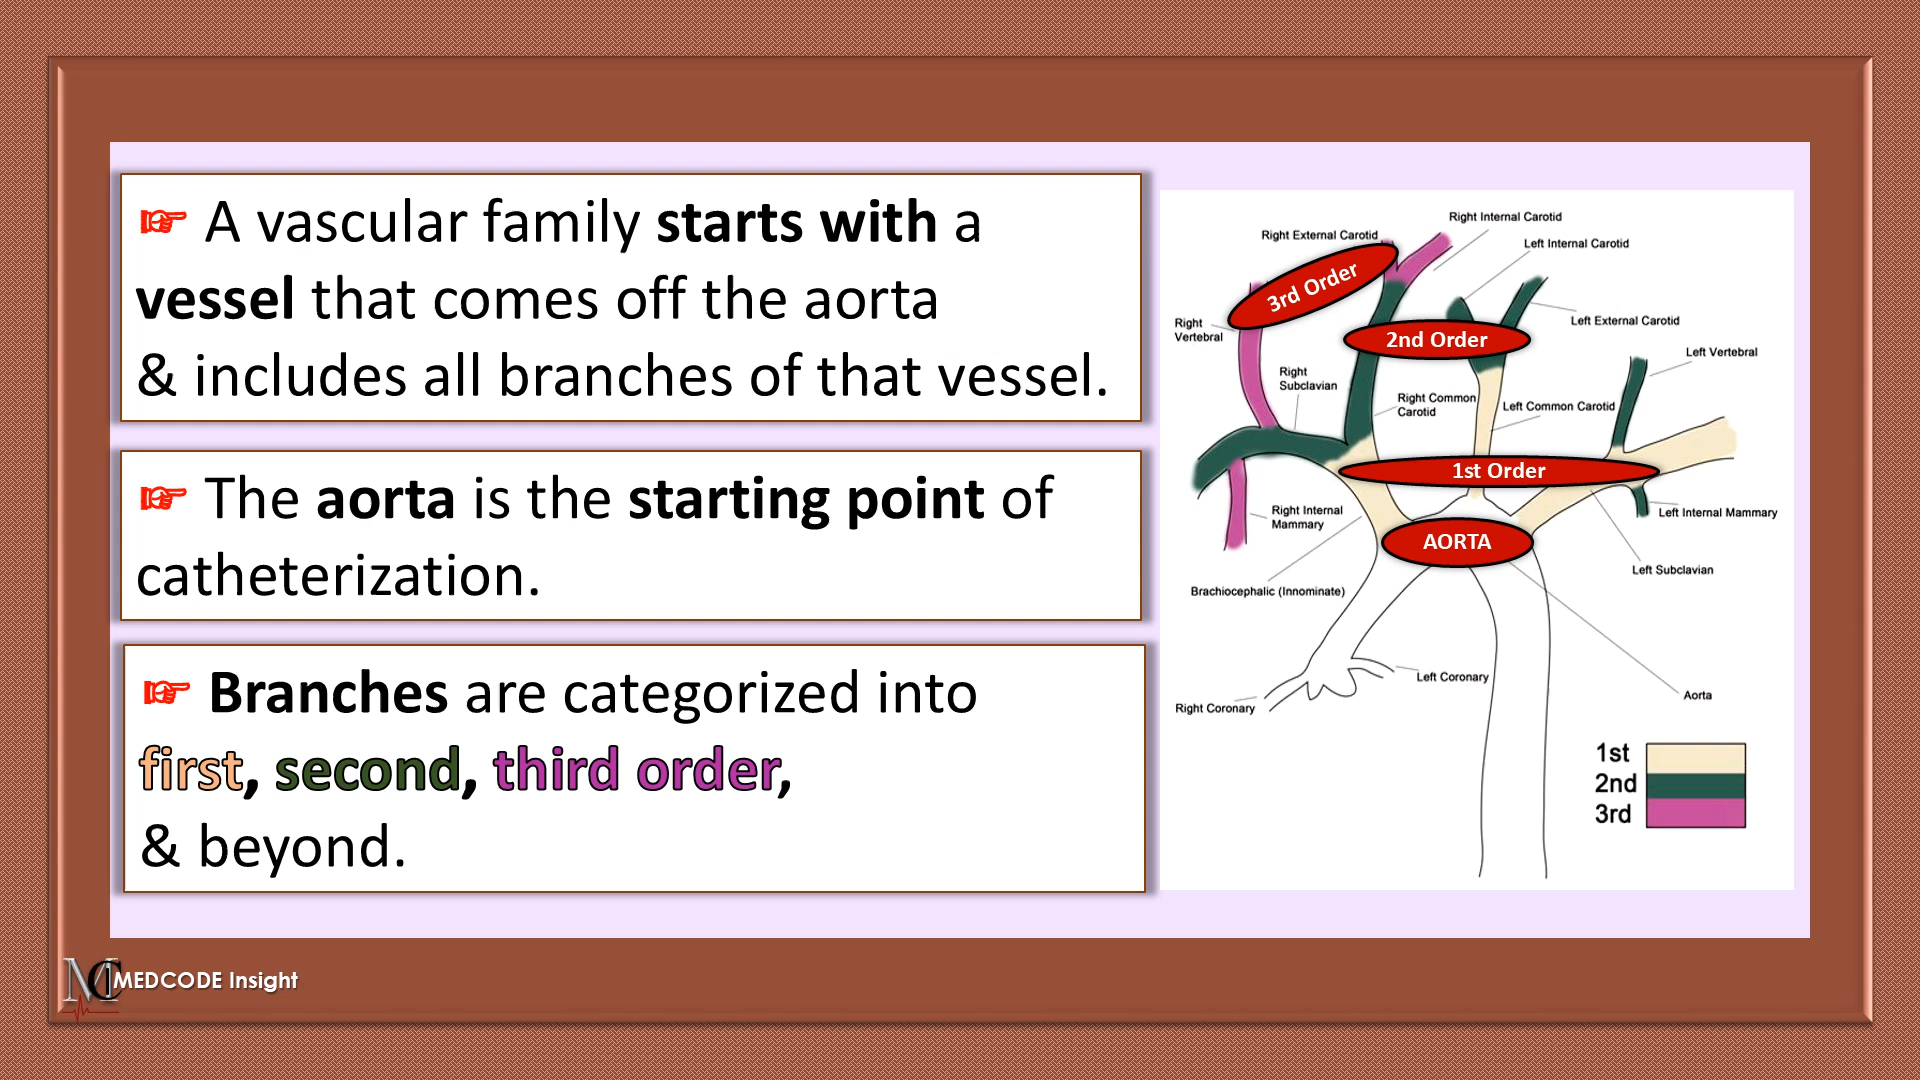 ☞ A vascular family starts with a
vessel that comes off the aorta
& includes all branches of that vessel.
☞ The aorta is the starting point of
catheterization.
☞ Branches are categorized into
first, second, third order,
& beyond.
Right Internal Carotid
Right External Carotid
Left Internal Carotid
3rd Order
Right
Vertebral
2nd Order
Left External Carotid
Left Vertebral
Right
Subclavian
Right Common
Carotid
Left Common Carotid
1st Order
Right Internal
Mammary
Left Internal Mammary
AORTA
Left Subclavian
Brachiocephalic (Innominate)
Left Coronary
Right Coronary
Aorta
1st
2nd
3rd
MC MEDCODE Insight